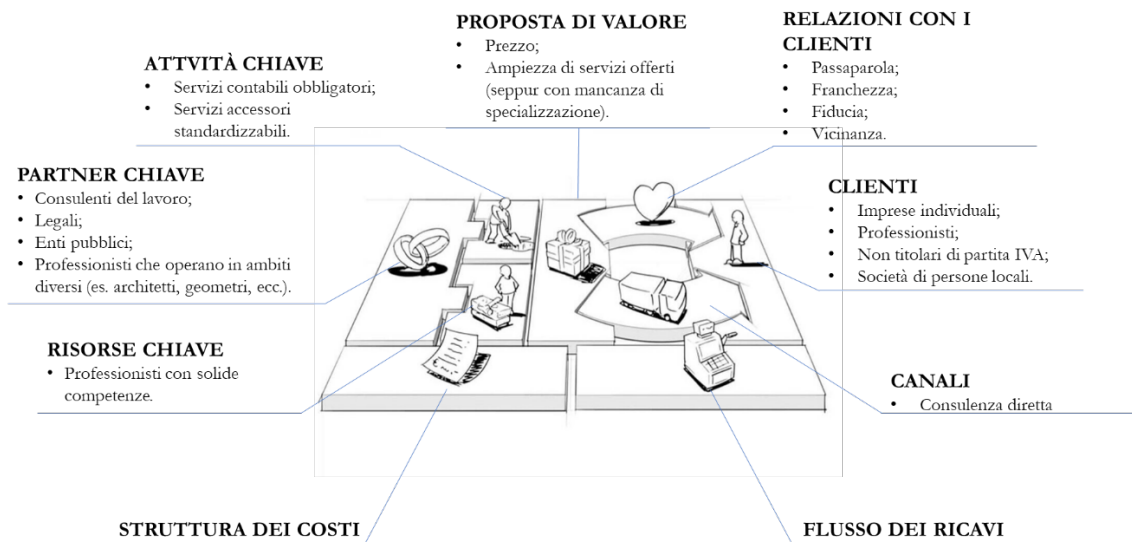 PROPOSTA DI VALORE
• Prezzo;
• Ampiezza di servizi offerti
(seppur con mancanza di
specializzazione).
RELAZIONI CON I
CLIENTI
• Passaparola;
• Franchezza;
• Fiducia;
• Vicinanza.
ATTVITÀ CHIAVE
• Servizi contabili obbligatori;
• Servizi accessori
standardizzabili.
PARTNER CHIAVE
• Consulenti del lavoro;
• Legali;
• Enti pubblici;
• Professionisti che operano in ambiti
diversi (es. architetti, geometri, ecc.).
CLIENTI
• Imprese individuali;
• Professionisti;
• Non titolari di partita IVA;
• Società di persone locali.
RISORSE CHIAVE
• Professionisti con solide
competenze.
CANALI
• Consulenza diretta
STRUTTURA DEI COSTI
FLUSSO DEI RICAVI